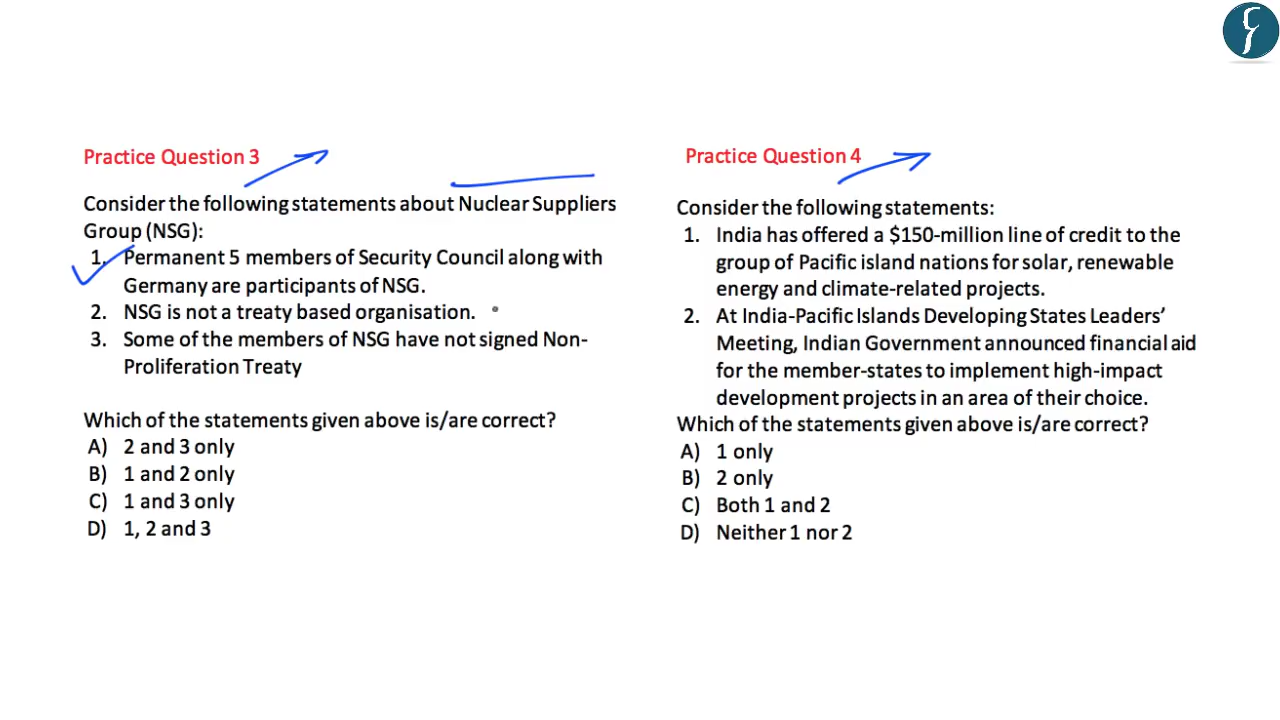 Practice Question 3
Consider the following statements about Nuclear Suppliers
Group (NSG):
1. Permanent 5 members of Security Council along with
Germany are participants of NSG.
2. NSG is not a treaty based organisation.
3. Some of the members of NSG have not signed Non-
Proliferation Treaty
Which of the statements given above is/are correct?
A) 2 and 3 only
B) 1 and 2 only
C) 1 and 3 only
D) 1, 2 and 3
Practice Question 4
Consider the following statements:
1. India has offered a $150-million line of credit to the
group of Pacific island nations for solar, renewable
energy and climate-related projects.
2. At India-Pacific Islands Developing States Leaders’
Meeting, Indian Government announced financial aid
for the member-states to implement high-impact
development projects in an area of their choice.
Which of the statements given above is/are correct?
A) 1 only
B) 2 only
C) Both 1 and 2
D) Neither 1 nor 2